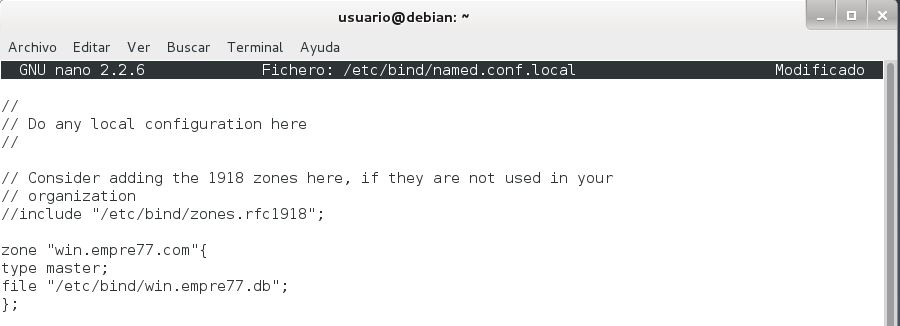 usuario@debian: ~
Archivo Editar Ver Buscar Terminal Ayuda
GNU nano 2.2.6 Fichero: /etc/bind/named.conf.local Modificado
//
// Do any local configuration here
//
// Consider adding the 1918 zones here, if they are not used in your
// organization
//include "/etc/bind/zones.rfc1918";
zone "win.empre77.com"{
type master;
file "/etc/bind/win.empre77.db";
};